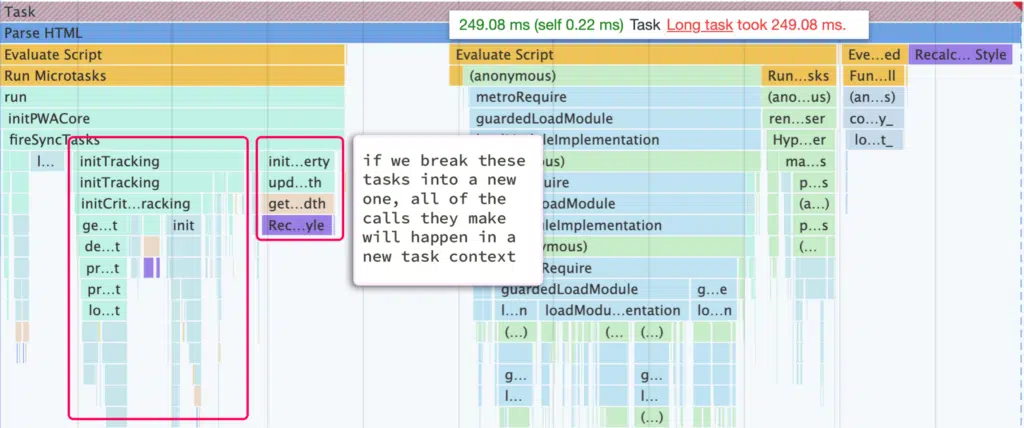 Task
249.08 ms (self 0.22 ms) Task Long task took 249.08 ms.
Parse HTML
Evaluate Script
Evaluate Script
Eve...ed
Recalc... Style
Run Microtasks
(anonymous)
Run...sks
Fun...ll
run
metroRequire
(ano...us)
(an...s)
initPWACore
guardedLoadModule
ren...ser
co...y_
fireSyncTasks
ModuleImplementation
Hyp...er
lo...t_
l...
initTracking
init...erty
ymous)
ma...s
initTracking
upd...th
uire
p...s
initCrit...racking
get...dth
LoadModule
(a...)
ge...t
init
Rec...yle
uleImplementation
p...s
de...t
ymous)
(...
pr...t
Require
pr...t
guardedLoadModule
g...e
lo...t
l...n
loadModu...entation
lo...n
(...)
(...)
(...)
g...
g...
l...
l...
(...)
if we break these
tasks into a new
one, all of the
calls they make
will happen in a
new task context